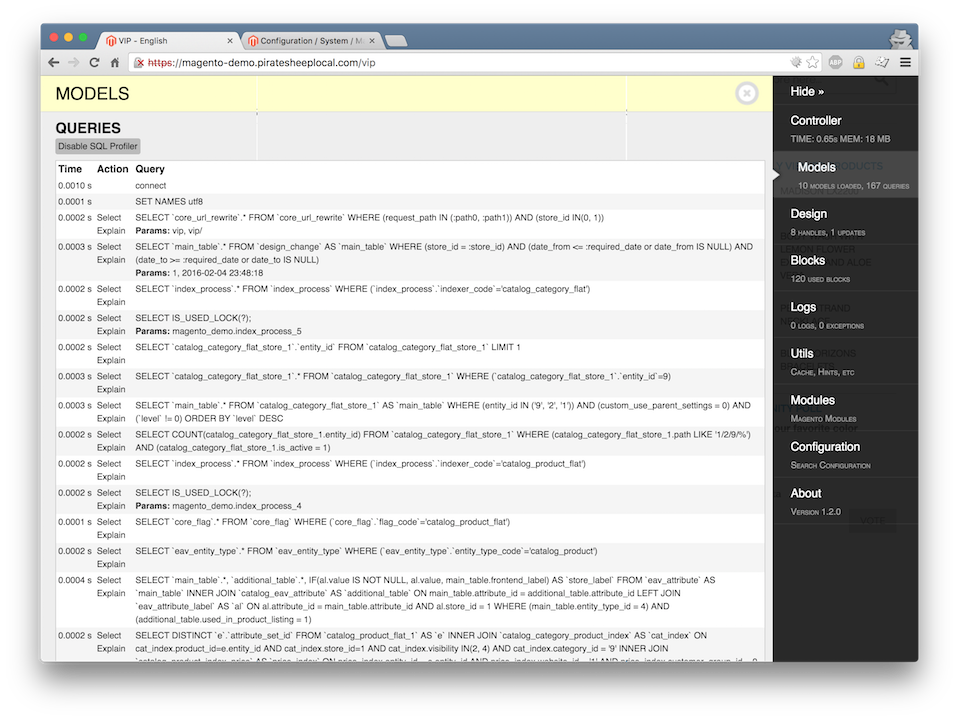 VIP - English
Configuration / System / M
https://magento-demo.piratesheeplocal.com/vip
ABP
MODELS
QUERIES
Disable SQL Profiler
Time Action Query
0.0010 s connect
0.0001 s SET NAMES utf8
0.0002 s Select SELECT `core_url_rewrite`.* FROM `core_url_rewrite` WHERE (request_path IN (:path0, :path1)) AND (store_id IN(0, 1))
Explain Params: vip, vip/
0.0003 s Select SELECT `main_table`.* FROM `design_change` AS `main_table` WHERE (store_id = :store_id) AND (date_from <= :required_date or date_from IS NULL) AND
Explain (date_to >= :required_date or date_to IS NULL)
Params: 1, 2016-02-04 23:48:18
0.0002 s Select SELECT `index_process`.* FROM `index_process` WHERE (`index_process`.`indexer_code`='catalog_category_flat')
Explain
0.0002 s Select SELECT IS_USED_LOCK(?);
Explain Params: magento_demo.index_process_5
0.0002 s Select SELECT `catalog_category_flat_store_1`.`entity_id` FROM `catalog_category_flat_store_1` LIMIT 1
Explain
0.0003 s Select SELECT `catalog_category_flat_store_1`.* FROM `catalog_category_flat_store_1` WHERE (`catalog_category_flat_store_1`.`entity_id`=9)
Explain
0.0003 s Select SELECT `main_table`.* FROM `catalog_category_flat_store_1` AS `main_table` WHERE (entity_id IN ('9', '2', '1')) AND (custom_use_parent_settings = 0) AND
Explain (`level` != 0) ORDER BY `level` DESC
0.0002 s Select SELECT COUNT(catalog_category_flat_store_1.entity_id) FROM `catalog_category_flat_store_1` WHERE (catalog_category_flat_store_1.path LIKE '1/2/9/%')
Explain AND (catalog_category_flat_store_1.is_active = 1)
0.0002 s Select SELECT `index_process`.* FROM `index_process` WHERE (`index_process`.`indexer_code`='catalog_product_flat')
Explain
0.0002 s Select SELECT IS_USED_LOCK(?);
Explain Params: magento_demo.index_process_4
0.0001 s Select SELECT `core_flag`.* FROM `core_flag` WHERE (`core_flag`.`flag_code`='catalog_product_flat')
Explain
0.0002 s Select SELECT `eav_entity_type`.* FROM `eav_entity_type` WHERE (`eav_entity_type`.`entity_type_code`='catalog_product')
Explain
0.0004 s Select SELECT `main_table`.*, `additional_table`.*, IF(al.value IS NOT NULL, al.value, main_table.frontend_label) AS `store_label` FROM `eav_attribute` AS
Explain `main_table` INNER JOIN `catalog_eav_attribute` AS `additional_table` ON main_table.attribute_id = additional_table.attribute_id LEFT JOIN
`eav_attribute_label` AS `al` ON al.attribute_id = main_table.attribute_id AND al.store_id = 1 WHERE (main_table.entity_type_id = 4) AND
(additional_table.used_in_product_listing = 1)
0.0002 s Select SELECT DISTINCT `e`.`attribute_set_id` FROM `catalog_product_flat_1` AS `e` INNER JOIN `catalog_category_product_index` AS `cat_index` ON
Explain cat_index.product_id=e.entity_id AND cat_index.store_id=1 AND cat_index.visibility IN(2, 4) AND cat_index.category_id = '9' INNER JOIN
Hide »
Controller
TIME: 0.65s MEM: 18 MB
Models
10 MODELS LOADED, 167 QUERIES
Design
8 HANDLES, 1 UPDATES
Blocks
120 USED BLOCKS
Logs
0 LOGS, 0 EXCEPTIONS
Utils
CACHE, HINTS, ETC
Modules
MAGENTO MODULES
Configuration
SEARCH CONFIGURATION
About
VERSION 1.2.0